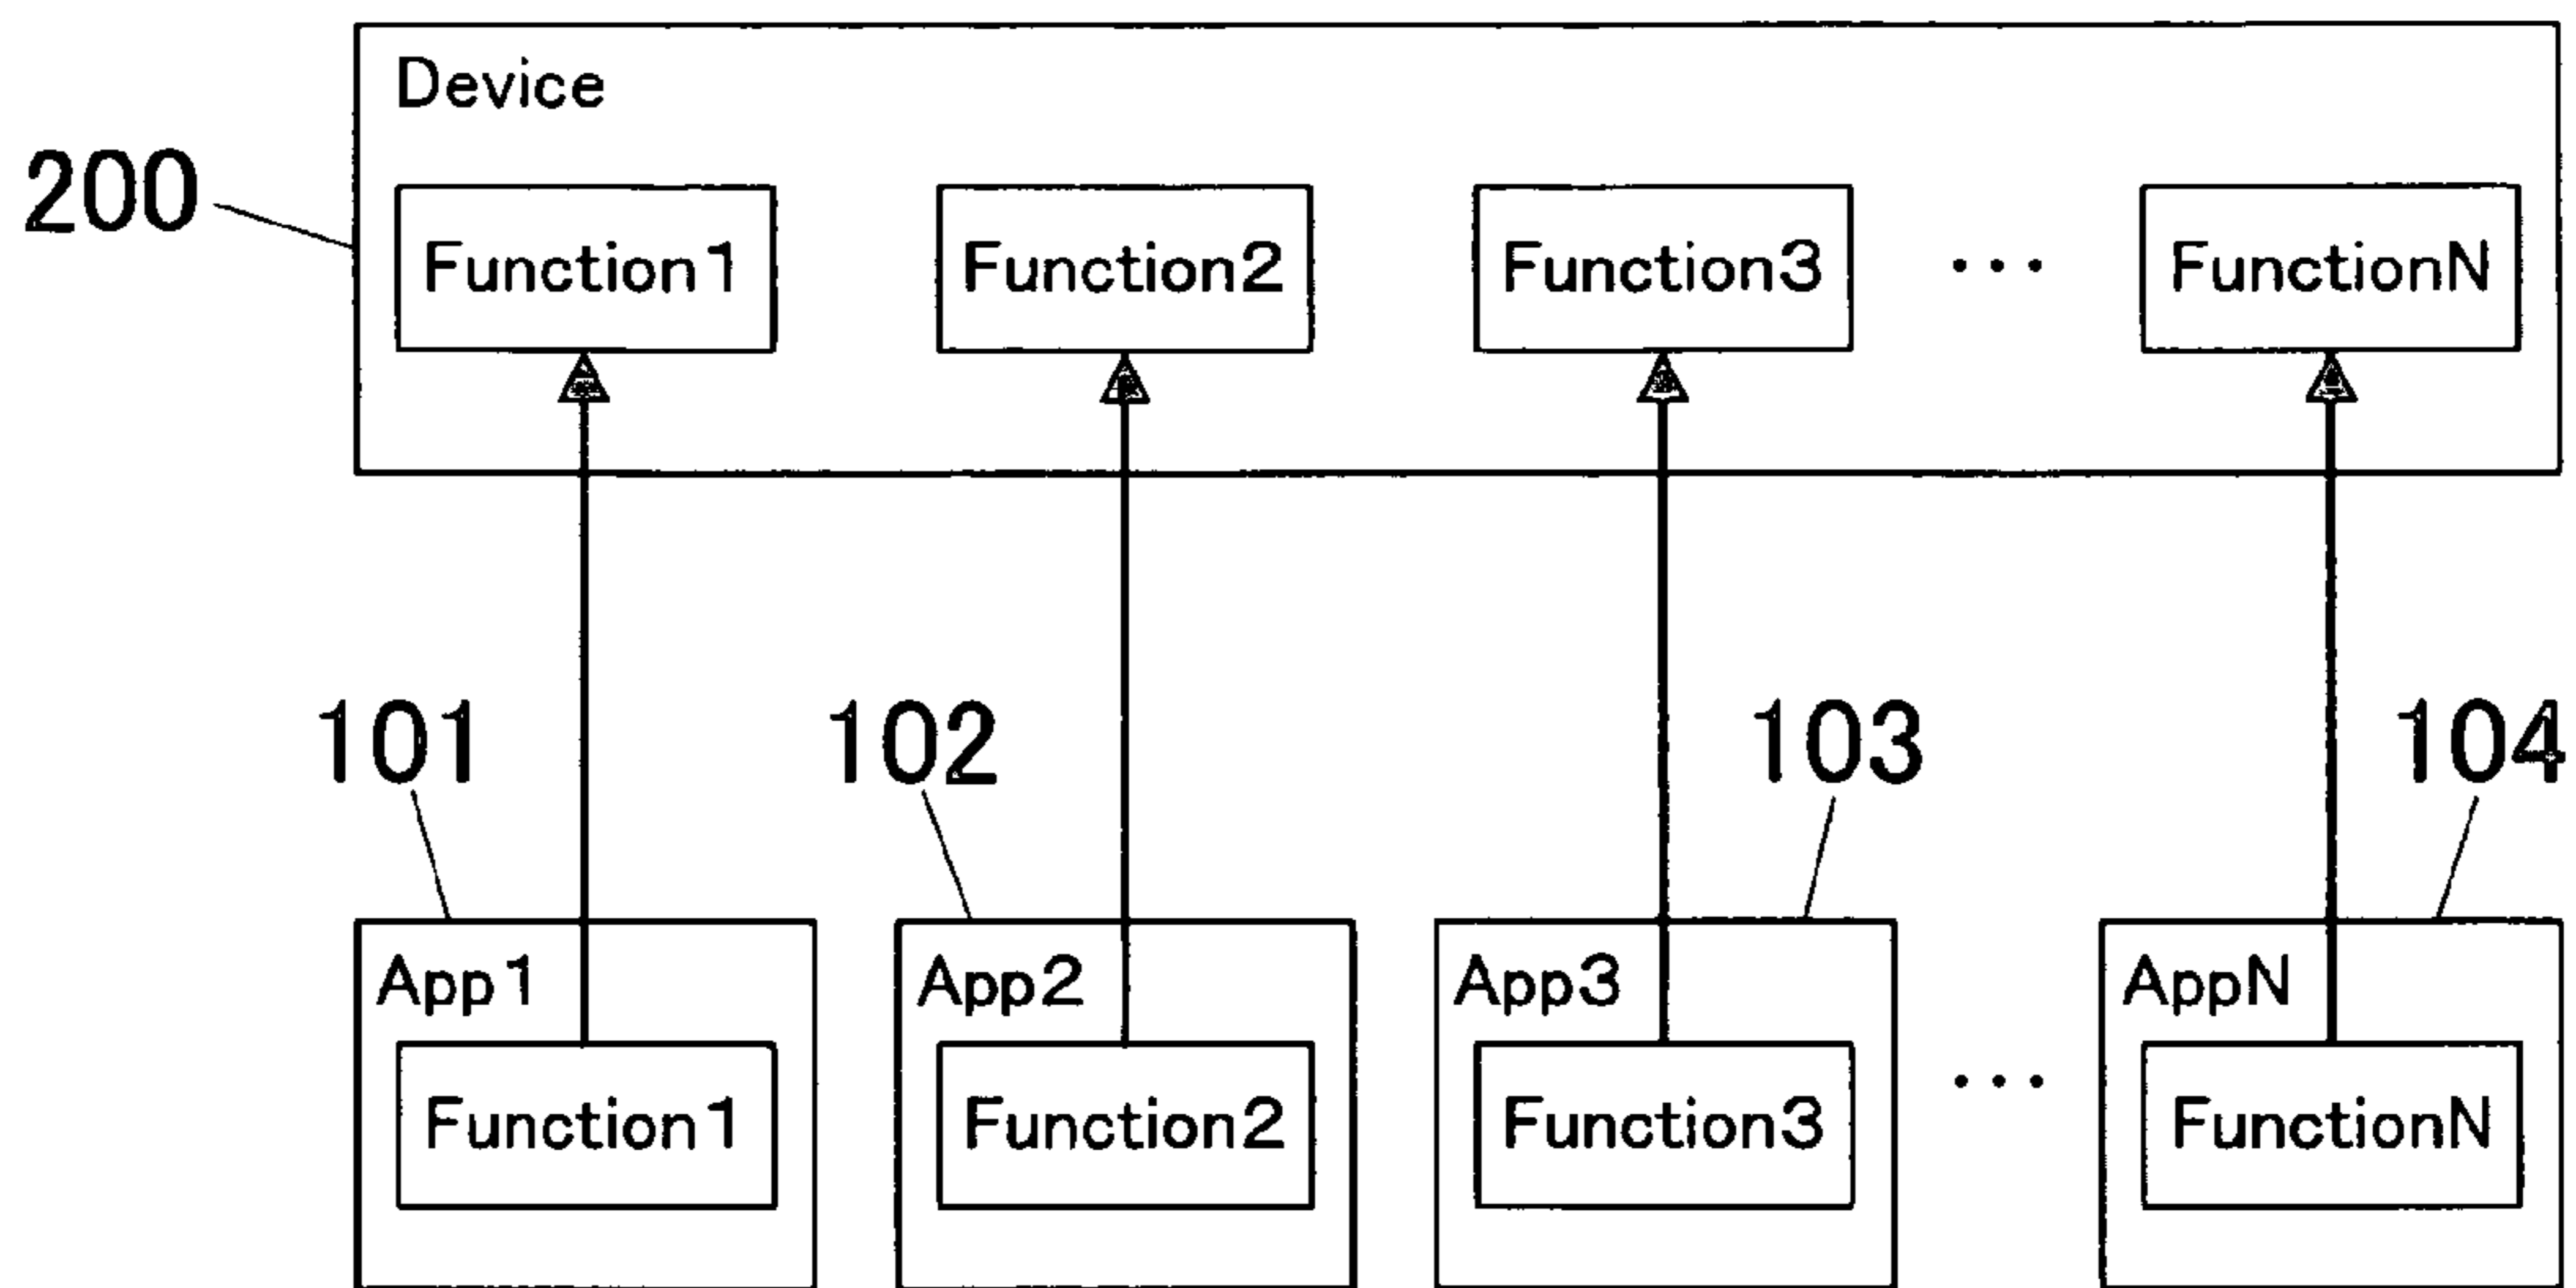 Device
200
Function1 Function2 Function3 ... FunctionN
101 102 103 104
App1 App2 App3 AppN
Function1 Function2 Function3 ... FunctionN